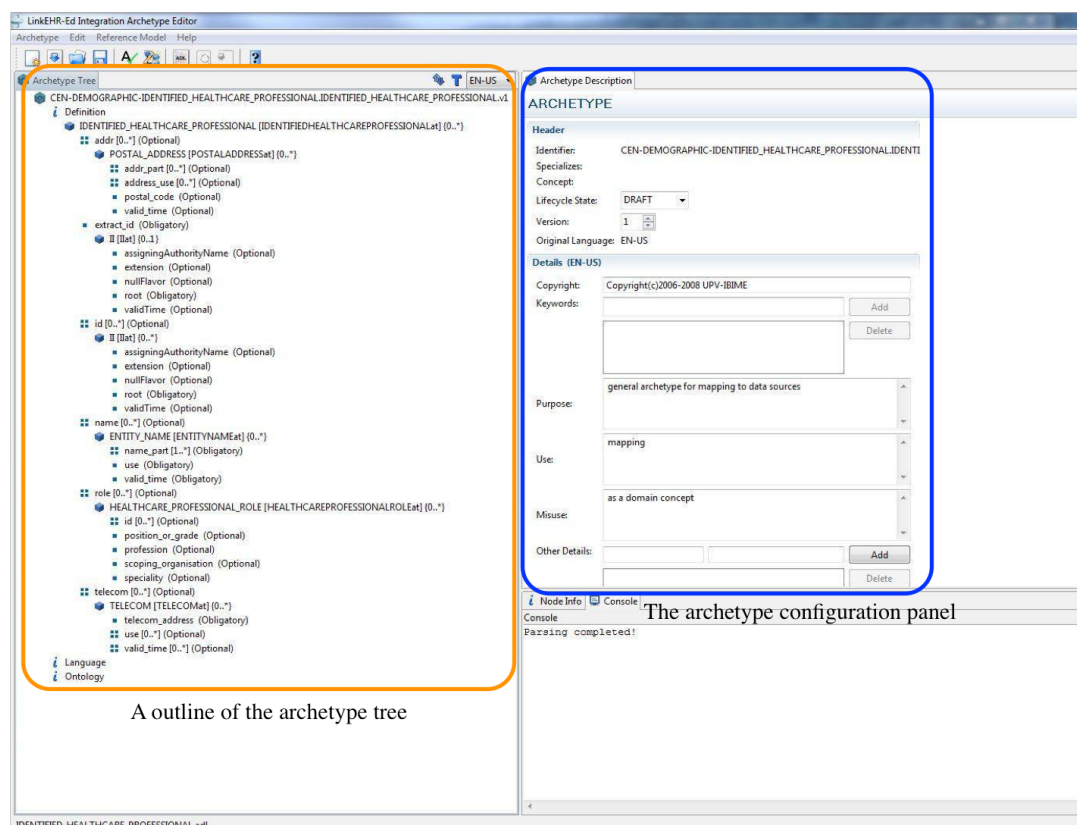 LinkEHR-Ed Integration Archetype Editor
Archetype Edit Reference Model Help
Archetype Tree
EN-US
CEN-DEMOGRAPHIC-IDENTIFIED_HEALTHCARE_PROFESSIONAL.IDENTIFIED_HEALTHCARE_PROFESSIONAL.v1
Definition
IDENTIFIED_HEALTHCARE_PROFESSIONAL [IDENTIFIEDHEALTHCAREPROFESSIONALat] {0..*}
addr [0..*] (Optional)
POSTAL_ADDRESS [POSTALADDRESSat] {0..*}
addr_part [0..*] (Optional)
address_use [0..*] (Optional)
postal_code (Optional)
valid_time (Optional)
extract_id (Obligatory)
II [IIat] {0..1}
assigningAuthorityName (Optional)
extension (Optional)
nullFlavor (Optional)
root (Obligatory)
validTime (Optional)
id [0..*] (Optional)
II [IIat] {0..*}
assigningAuthorityName (Optional)
extension (Optional)
nullFlavor (Optional)
root (Obligatory)
validTime (Optional)
name [0..*] (Optional)
ENTITY_NAME [ENTITYNAMEat] {0..*}
name_part [1..*] (Obligatory)
use (Obligatory)
valid_time (Obligatory)
role [0..*] (Optional)
HEALTHCARE_PROFESSIONAL_ROLE [HEALTHCAREPROFESSIONALROLEat] {0..*}
id [0..*] (Optional)
position_or_grade (Optional)
profession (Optional)
scoping_organisation (Optional)
speciality (Optional)
telecom [0..*] (Optional)
TELECOM [TELECOMat] {0..*}
telecom_address (Obligatory)
use [0..*] (Optional)
valid_time [0..*] (Optional)
Language
Ontology
A outline of the archetype tree
Archetype Description
ARCHETYPE
Header
Identifier: CEN-DEMOGRAPHIC-IDENTIFIED_HEALTHCARE_PROFESSIONAL.IDENTI
Specializes:
Concept:
Lifecycle State: DRAFT
Version: 1
Original Language: EN-US
Details (EN-US)
Copyright: Copyright(c)2006-2008 UPV-IBIME
Keywords: Add
Delete
general archetype for mapping to data sources
Purpose:
mapping
Use:
as a domain concept
Misuse:
Other Details: Add
Delete
Node Info Console
The archetype configuration panel
Console
Parsing completed!